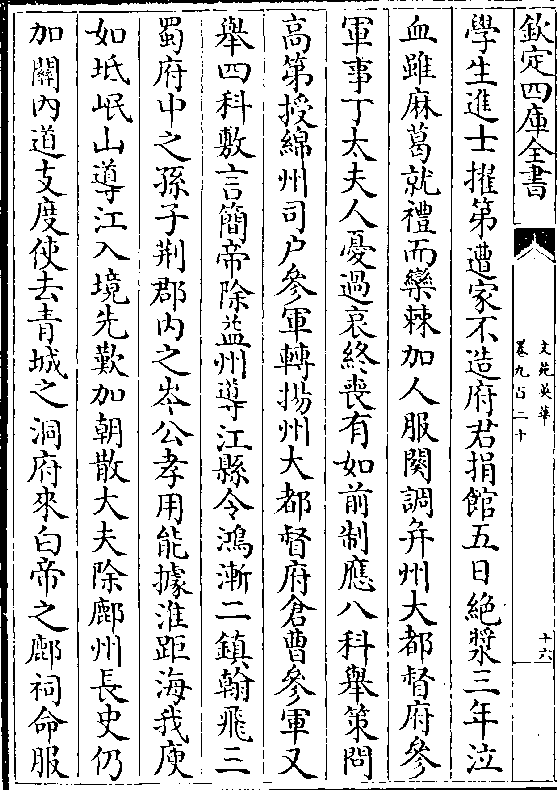 欽定四庫全書
文苑英華
卷九百二十
十六
學生進士擢第遭家不造府君捐館五日絶漿三年泣
血雖麻葛就禮而欒棘加人服闋調幷州大都督府參
軍事丁太夫人憂過哀終喪有如前制應八科舉策問
高第授綿州司户參軍轉揚州大都督府倉曹參軍又
舉四科敷言簡帝除益州導江縣令鴻漸二鎮翰飛三
蜀府中之孫子荆郡内之岑公孝用能據淮距海我庾
如坻岷山導江入境先歎加朝散大夫除鄜州長史仍
加關内道支度使去青城之洞府來白帝之鄜祠命服